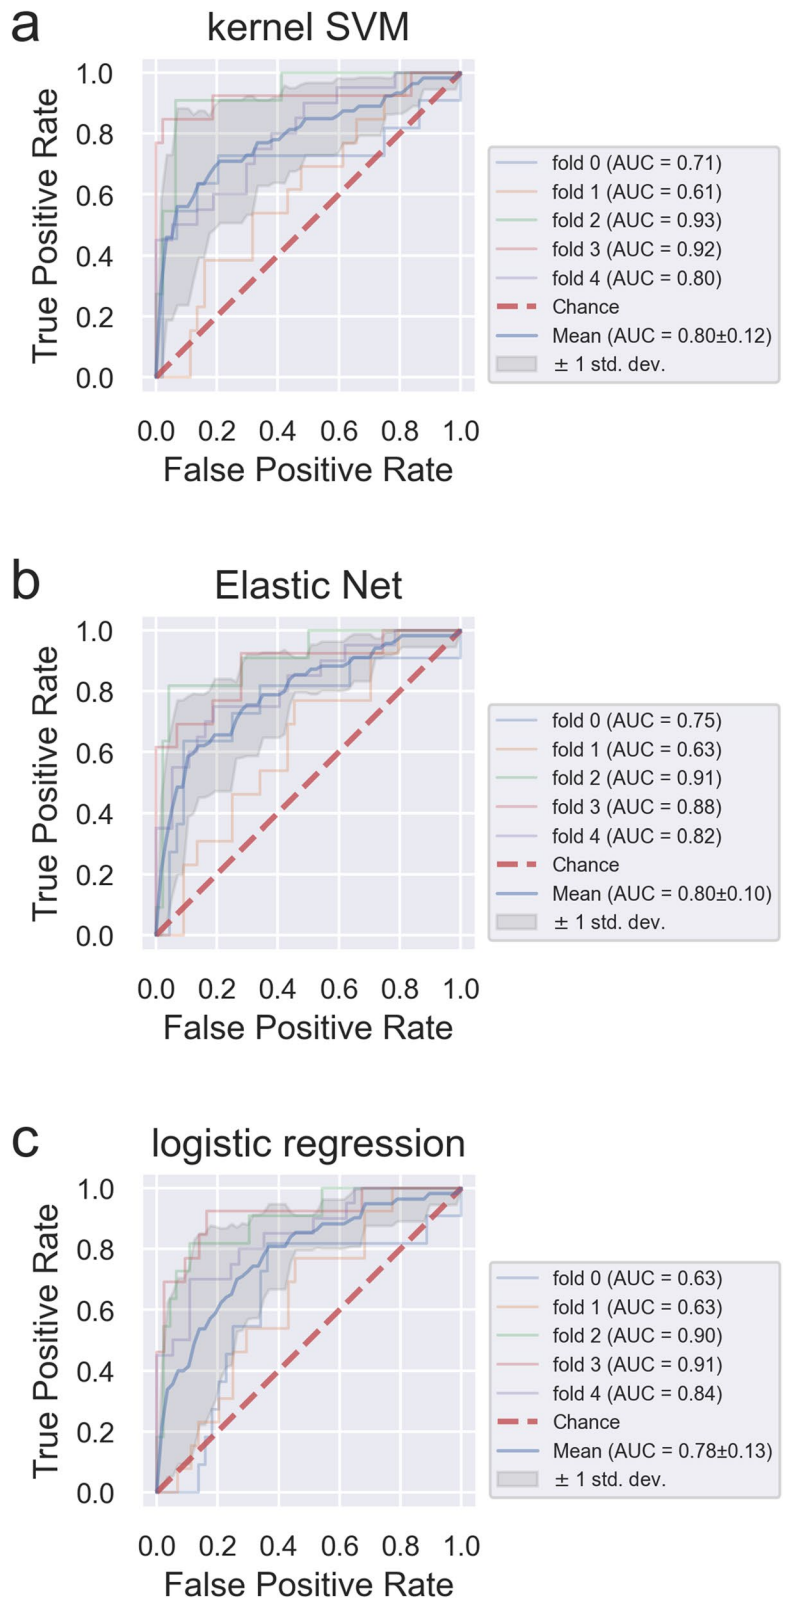 a
kernel SVM
True Positive Rate
1.0
0.8
0.6
0.4
0.2
0.0
0.0 0.2 0.4 0.6 0.8 1.0
False Positive Rate
fold 0 (AUC = 0.71)
fold 1 (AUC = 0.61)
fold 2 (AUC = 0.93)
fold 3 (AUC = 0.92)
fold 4 (AUC = 0.80)
Chance
Mean (AUC = 0.80±0.12)
± 1 std. dev.
b
Elastic Net
True Positive Rate
1.0
0.8
0.6
0.4
0.2
0.0
0.0 0.2 0.4 0.6 0.8 1.0
False Positive Rate
fold 0 (AUC = 0.75)
fold 1 (AUC = 0.63)
fold 2 (AUC = 0.91)
fold 3 (AUC = 0.88)
fold 4 (AUC = 0.82)
Chance
Mean (AUC = 0.80±0.10)
± 1 std. dev.
c
logistic regression
True Positive Rate
1.0
0.8
0.6
0.4
0.2
0.0
0.0 0.2 0.4 0.6 0.8 1.0
False Positive Rate
fold 0 (AUC = 0.63)
fold 1 (AUC = 0.63)
fold 2 (AUC = 0.90)
fold 3 (AUC = 0.91)
fold 4 (AUC = 0.84)
Chance
Mean (AUC = 0.78±0.13)
± 1 std. dev.